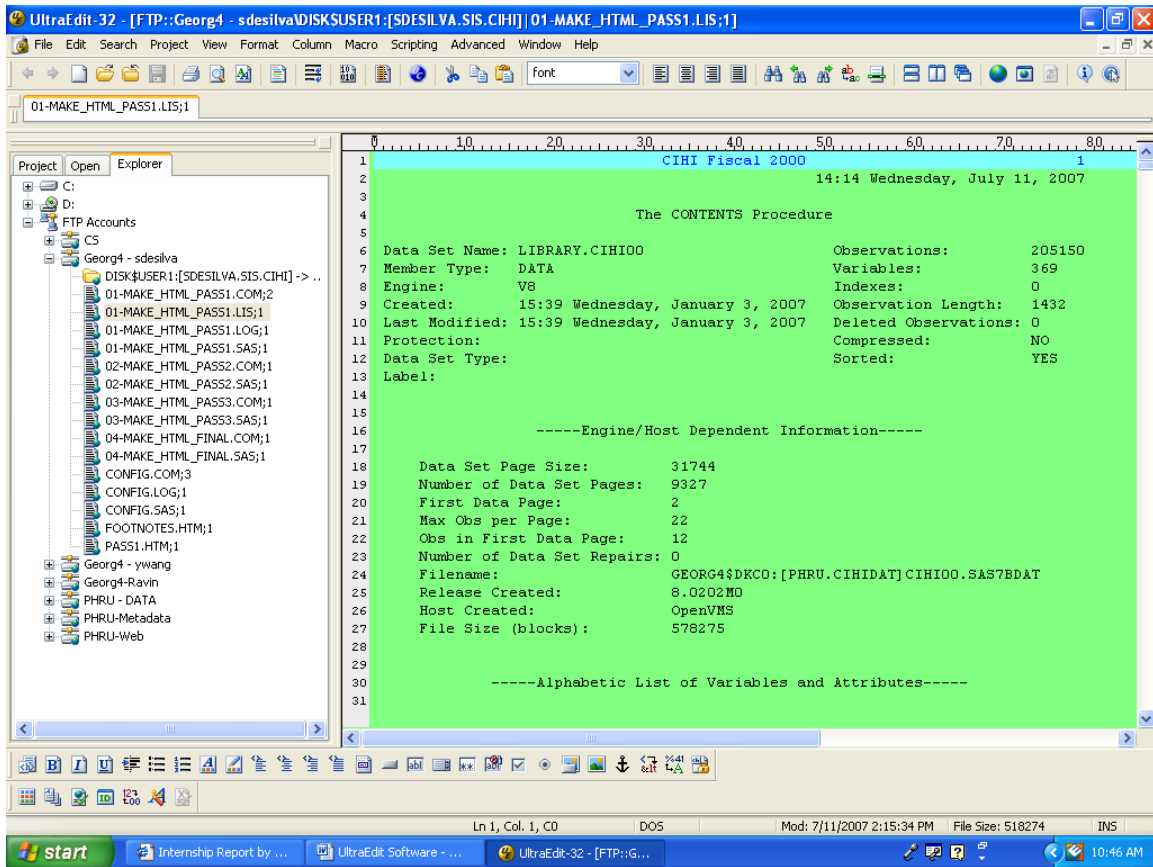 UltraEdit-32 - [FTP::Georg4 - sdesilva\DISK$USER1:[SDESILVA.SIS.CIHI]|01-MAKE_HTML_PASS1.LIS;1]
File Edit Search Project View Format Column Macro Scripting Advanced Window Help
font
01-MAKE_HTML_PASS1.LIS;1
Project Open Explorer
C:
D:
FTP Accounts
CS
Georg4 - sdesilva
DISK$USER1:[SDESILVA.SIS.CIHI] -> ..
01-MAKE_HTML_PASS1.COM;2
01-MAKE_HTML_PASS1.LIS;1
01-MAKE_HTML_PASS1.LOG;1
01-MAKE_HTML_PASS1.SAS;1
02-MAKE_HTML_PASS2.COM;1
02-MAKE_HTML_PASS2.SAS;1
03-MAKE_HTML_PASS3.COM;1
03-MAKE_HTML_PASS3.SAS;1
04-MAKE_HTML_FINAL.COM;1
04-MAKE_HTML_FINAL.SAS;1
CONFIG.COM;3
CONFIG.LOG;1
CONFIG.SAS;1
FOOTNOTES.HTM;1
PASS1.HTM;1
Georg4 - ywang
Georg4-Ravin
PHRU - DATA
PHRU-Metadata
PHRU-Web
0 10 20 30 40 50 60 70 80
1 CIHI Fiscal 2000 1
2 14:14 Wednesday, July 11, 2007
3
4 The CONTENTS Procedure
5
6 Data Set Name: LIBRARY.CIHI00 Observations: 205150
7 Member Type: DATA Variables: 369
8 Engine: V8 Indexes: 0
9 Created: 15:39 Wednesday, January 3, 2007 Observation Length: 1432
10 Last Modified: 15:39 Wednesday, January 3, 2007 Deleted Observations: 0
11 Protection: Compressed: NO
12 Data Set Type: Sorted: YES
13 Label:
14
15
16 -----Engine/Host Dependent Information-----
17
18 Data Set Page Size: 31744
19 Number of Data Set Pages: 9327
20 First Data Page: 2
21 Max Obs per Page: 22
22 Obs in First Data Page: 12
23 Number of Data Set Repairs: 0
24 Filename: GEORG4$DKC0:[PHRU.CIHIDAT]CIHI00.SAS7BDAT
25 Release Created: 8.0202M0
26 Host Created: OpenVMS
27 File Size (blocks): 578275
28
29
30 -----Alphabetic List of Variables and Attributes-----
31
Ln 1, Col. 1, C0 DOS Mod: 7/11/2007 2:15:34 PM File Size: 518274 INS
start Internship Report by ... UltraEdit Software - ... UltraEdit-32 - [FTP::G... 10:46 AM